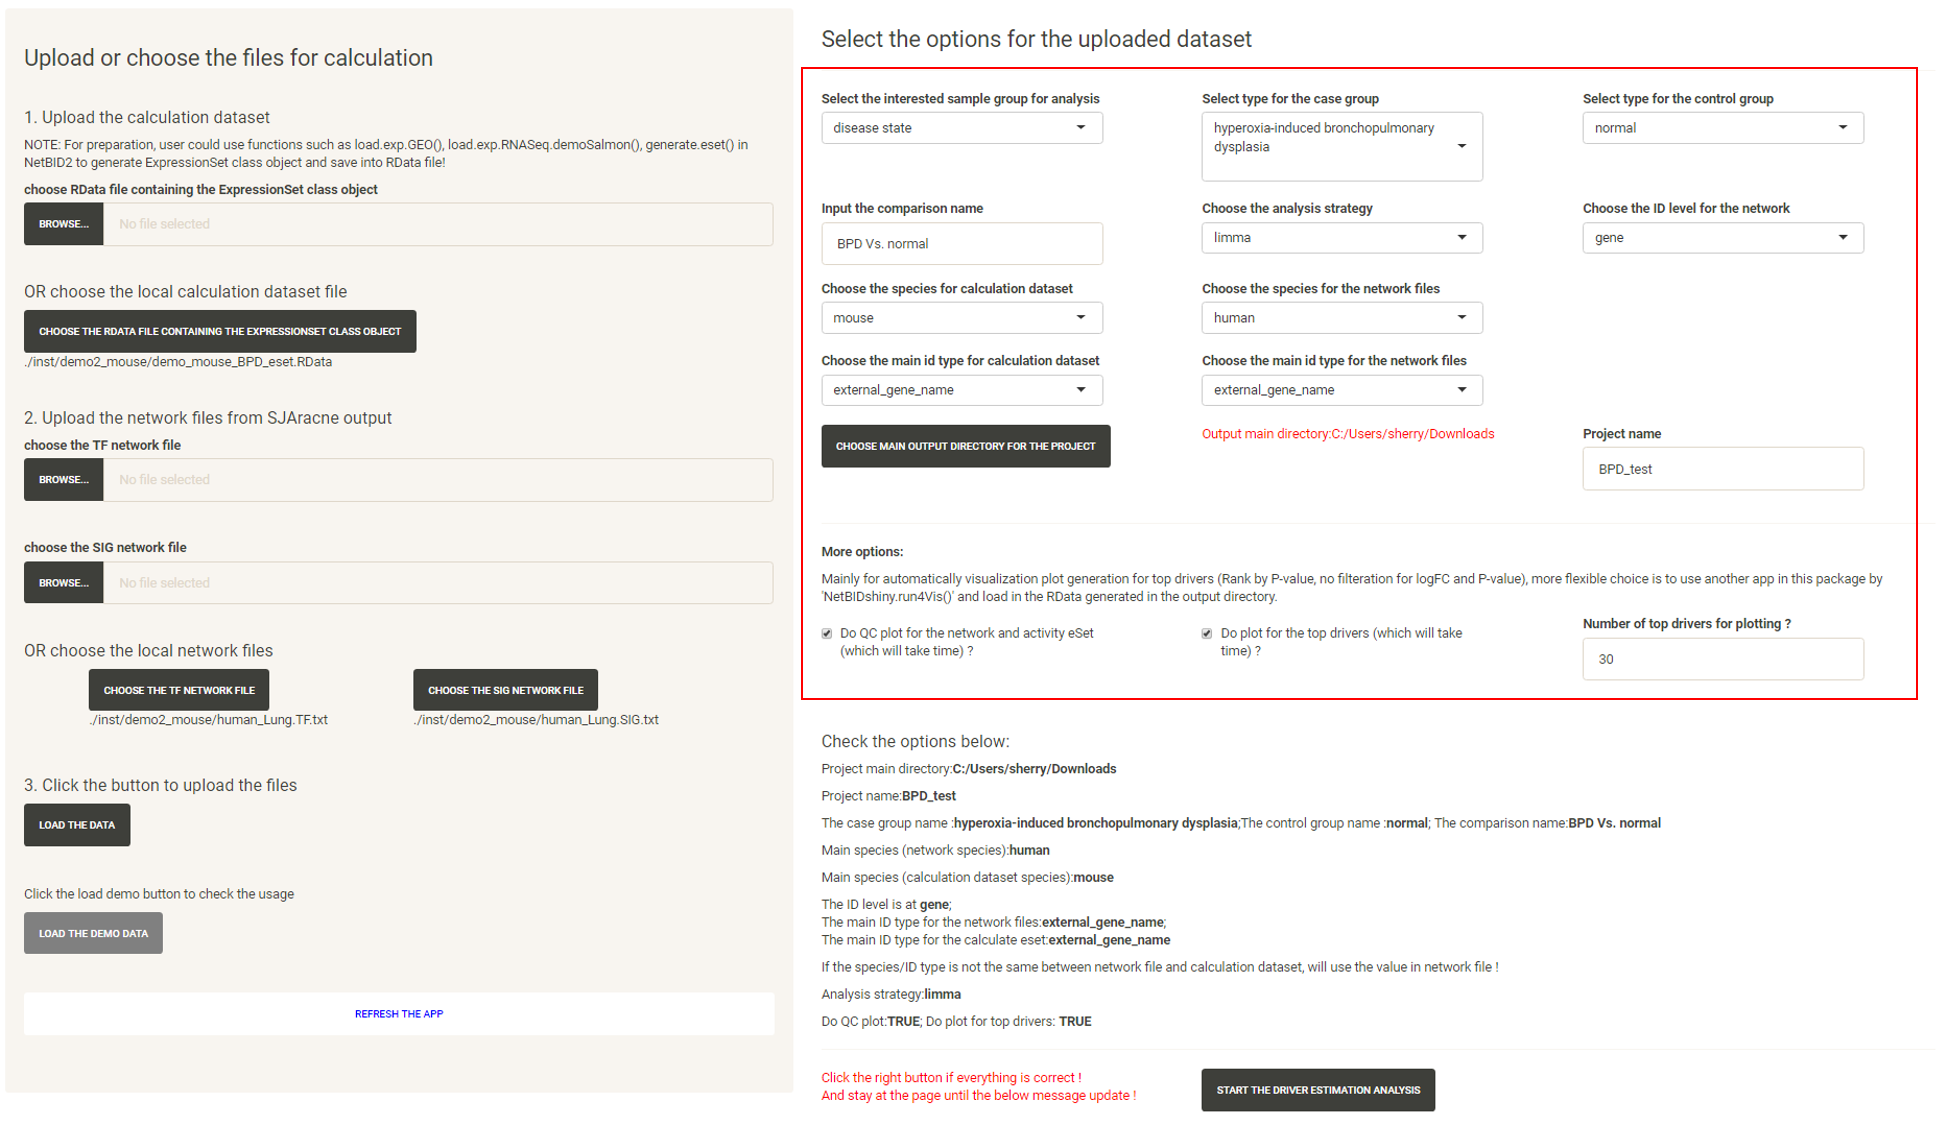 Upload or choose the files for calculation
1. Upload the calculation dataset
NOTE: For preparation, user could use functions such as load.exp.GEO(), load.exp.RNASeq.demoSalmon(), generate.eset() in
NetBID2 to generate ExpressionSet class object and save into RData file!
choose RData file containing the ExpressionSet class object
BROWSE...
No file selected
OR choose the local calculation dataset file
CHOOSE THE RDATA FILE CONTAINING THE EXPRESSIONSET CLASS OBJECT
./inst/demo2_mouse/demo_mouse_BPD_eset.RData
2. Upload the network files from SJAracne output
choose the TF network file
BROWSE...
No file selected
choose the SIG network file
BROWSE...
No file selected
OR choose the local network files
CHOOSE THE TF NETWORK FILE
CHOOSE THE SIG NETWORK FILE
./inst/demo2_mouse/human_Lung.TF.txt
./inst/demo2_mouse/human_Lung.SIG.txt
3. Click the button to upload the files
LOAD THE DATA
Click the load demo button to check the usage
LOAD THE DEMO DATA
REFRESH THE APP
Select the options for the uploaded dataset
Select the interested sample group for analysis
disease state
Select type for the case group
hyperoxia-induced bronchopulmonary
dysplasia
Select type for the control group
normal
Input the comparison name
BPD Vs. normal
Choose the analysis strategy
limma
Choose the ID level for the network
gene
Choose the species for calculation dataset
mouse
Choose the species for the network files
human
Choose the main id type for calculation dataset
external_gene_name
Choose the main id type for the network files
external_gene_name
CHOOSE MAIN OUTPUT DIRECTORY FOR THE PROJECT
Output main directory:C:/Users/sherry/Downloads
Project name
BPD_test
More options:
Mainly for automatically visualization plot generation for top drivers (Rank by P-value, no filteration for logFC and P-value), more flexible choice is to use another app in this package by
'NetBIDshiny.run4Vis()' and load in the RData generated in the output directory.
Do QC plot for the network and activity eSet
(which will take time) ?
Do plot for the top drivers (which will take
time) ?
Number of top drivers for plotting ?
30
Check the options below:
Project main directory:C:/Users/sherry/Downloads
Project name:BPD_test
The case group name :hyperoxia-induced bronchopulmonary dysplasia;The control group name :normal; The comparison name:BPD Vs. normal
Main species (network species):human
Main species (calculation dataset species):mouse
The ID level is at gene;
The main ID type for the network files:external_gene_name;
The main ID type for the calculate eset:external_gene_name
If the species/ID type is not the same between network file and calculation dataset, will use the value in network file !
Analysis strategy:limma
Do QC plot:TRUE; Do plot for top drivers: TRUE
Click the right button if everything is correct !
And stay at the page until the below message update !
START THE DRIVER ESTIMATION ANALYSIS